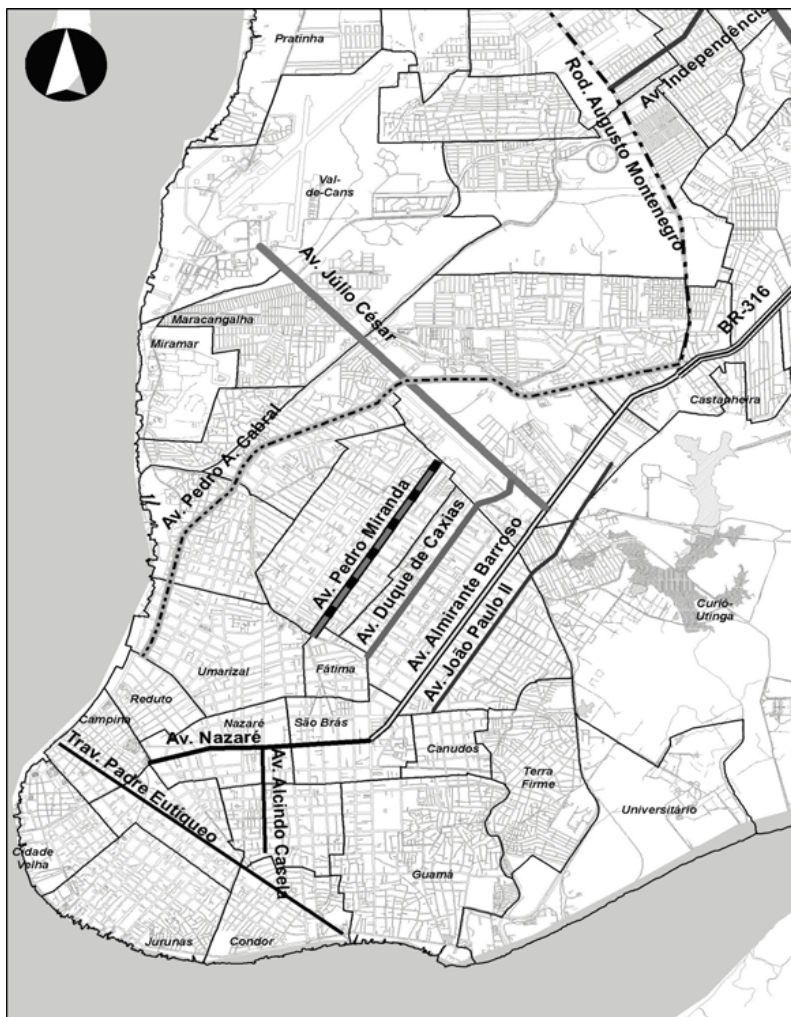 Pratinha
Av. Independência
Rod. Augusto Montenegro
Val-
de-Cans
Av. Júlio César
BR-316
Maracangalha
Miramar
Castanheira
Av. Pedro A. Cabral
Av. Pedro Miranda
Av. Duque de Caxias
Av. Almirante Barroso
Av. João Paulo II
Curió-
Utinga
Umarizal
Fátima
Reduto
Campina
Nazaré
São Brás
Av. Nazaré
Canudos
Trav. Padre Eutíqueo
Av. Alcindo Casela
Terra
Firme
Universitário
Cidade
Velha
Guamá
Jurunas
Condor